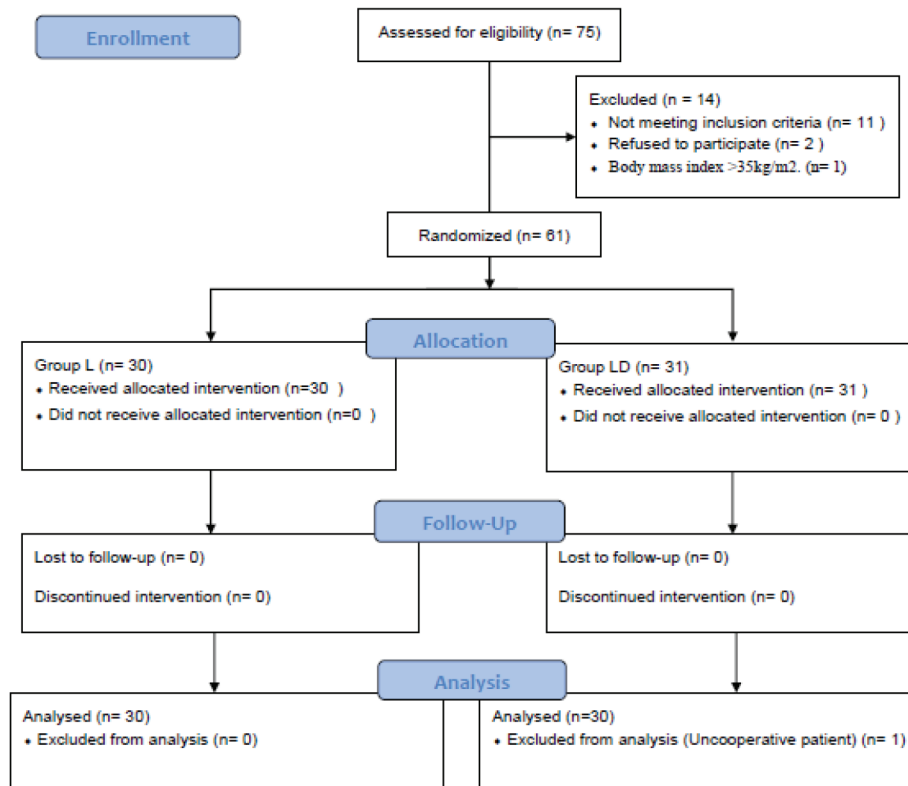 Enrollment
Assessed for eligibility (n= 75)
Excluded (n = 14)
⬥ Not meeting inclusion criteria (n= 11 )
⬥ Refused to participate (n= 2 )
⬥ Body mass index >35kg/m2. (n= 1)
Randomized (n= 61)
Allocation
Group L (n= 30)
⬥ Received allocated intervention (n=30 )
⬥ Did not receive allocated intervention (n=0 )
Group LD (n= 31)
⬥ Received allocated intervention (n= 31 )
⬥ Did not receive allocated intervention (n= 0 )
Follow-Up
Lost to follow-up (n= 0)
Discontinued intervention (n= 0)
Lost to follow-up (n= 0)
Discontinued intervention (n= 0)
Analysis
Analysed (n= 30)
⬥ Excluded from analysis (n= 0)
Analysed (n=30)
⬥ Excluded from analysis (Uncooperative patient) (n= 1)